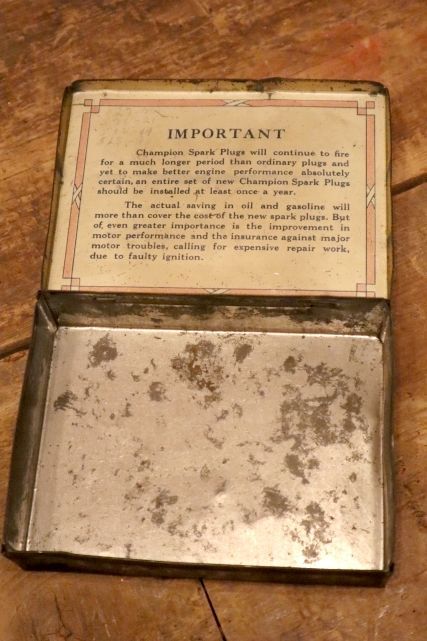 IMPORTANT
Champion Spark Plugs will continue to fire
for a much longer period than ordinary plugs and
yet to make better engine performance absolutely
certain, an entire set of new Champion Spark Plugs
should be installed at least once a year.
The actual saving in oil and gasoline will
more than cover the cost of the new spark plugs. But
of even greater importance is the improvement in
motor performance and the insurance against major
motor troubles, calling for expensive repair work,
due to faulty ignition.